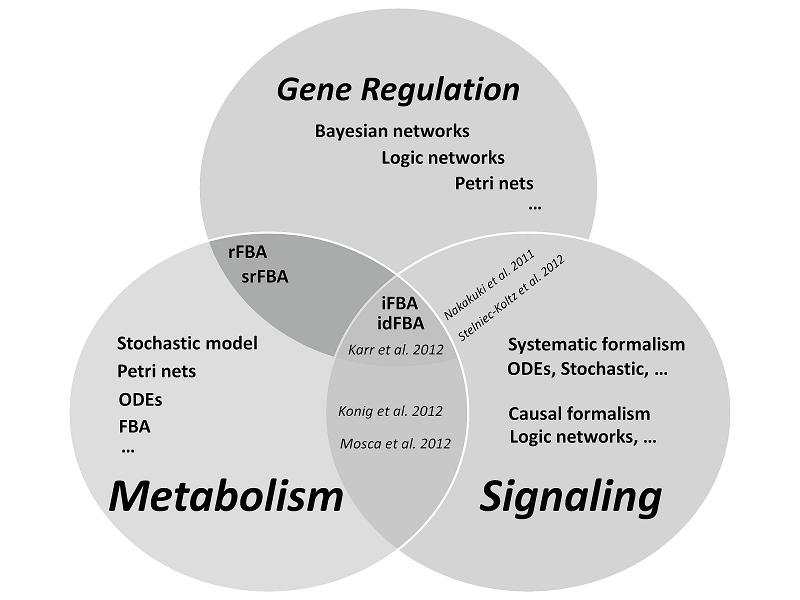 Gene Regulation
Bayesian networks
Logic networks
Petri nets
...
rFBA
srFBA
Nakakuki et al. 2011
Stelniec-Koltz et al. 2012
iFBA
idFBA
Karr et al. 2012
Stochastic model
Petri nets
ODEs
FBA
...
Konig et al. 2012
Mosca et al. 2012
Systematic formalism
ODEs, Stochastic, ...
Causal formalism
Logic networks, ...
Metabolism
Signaling